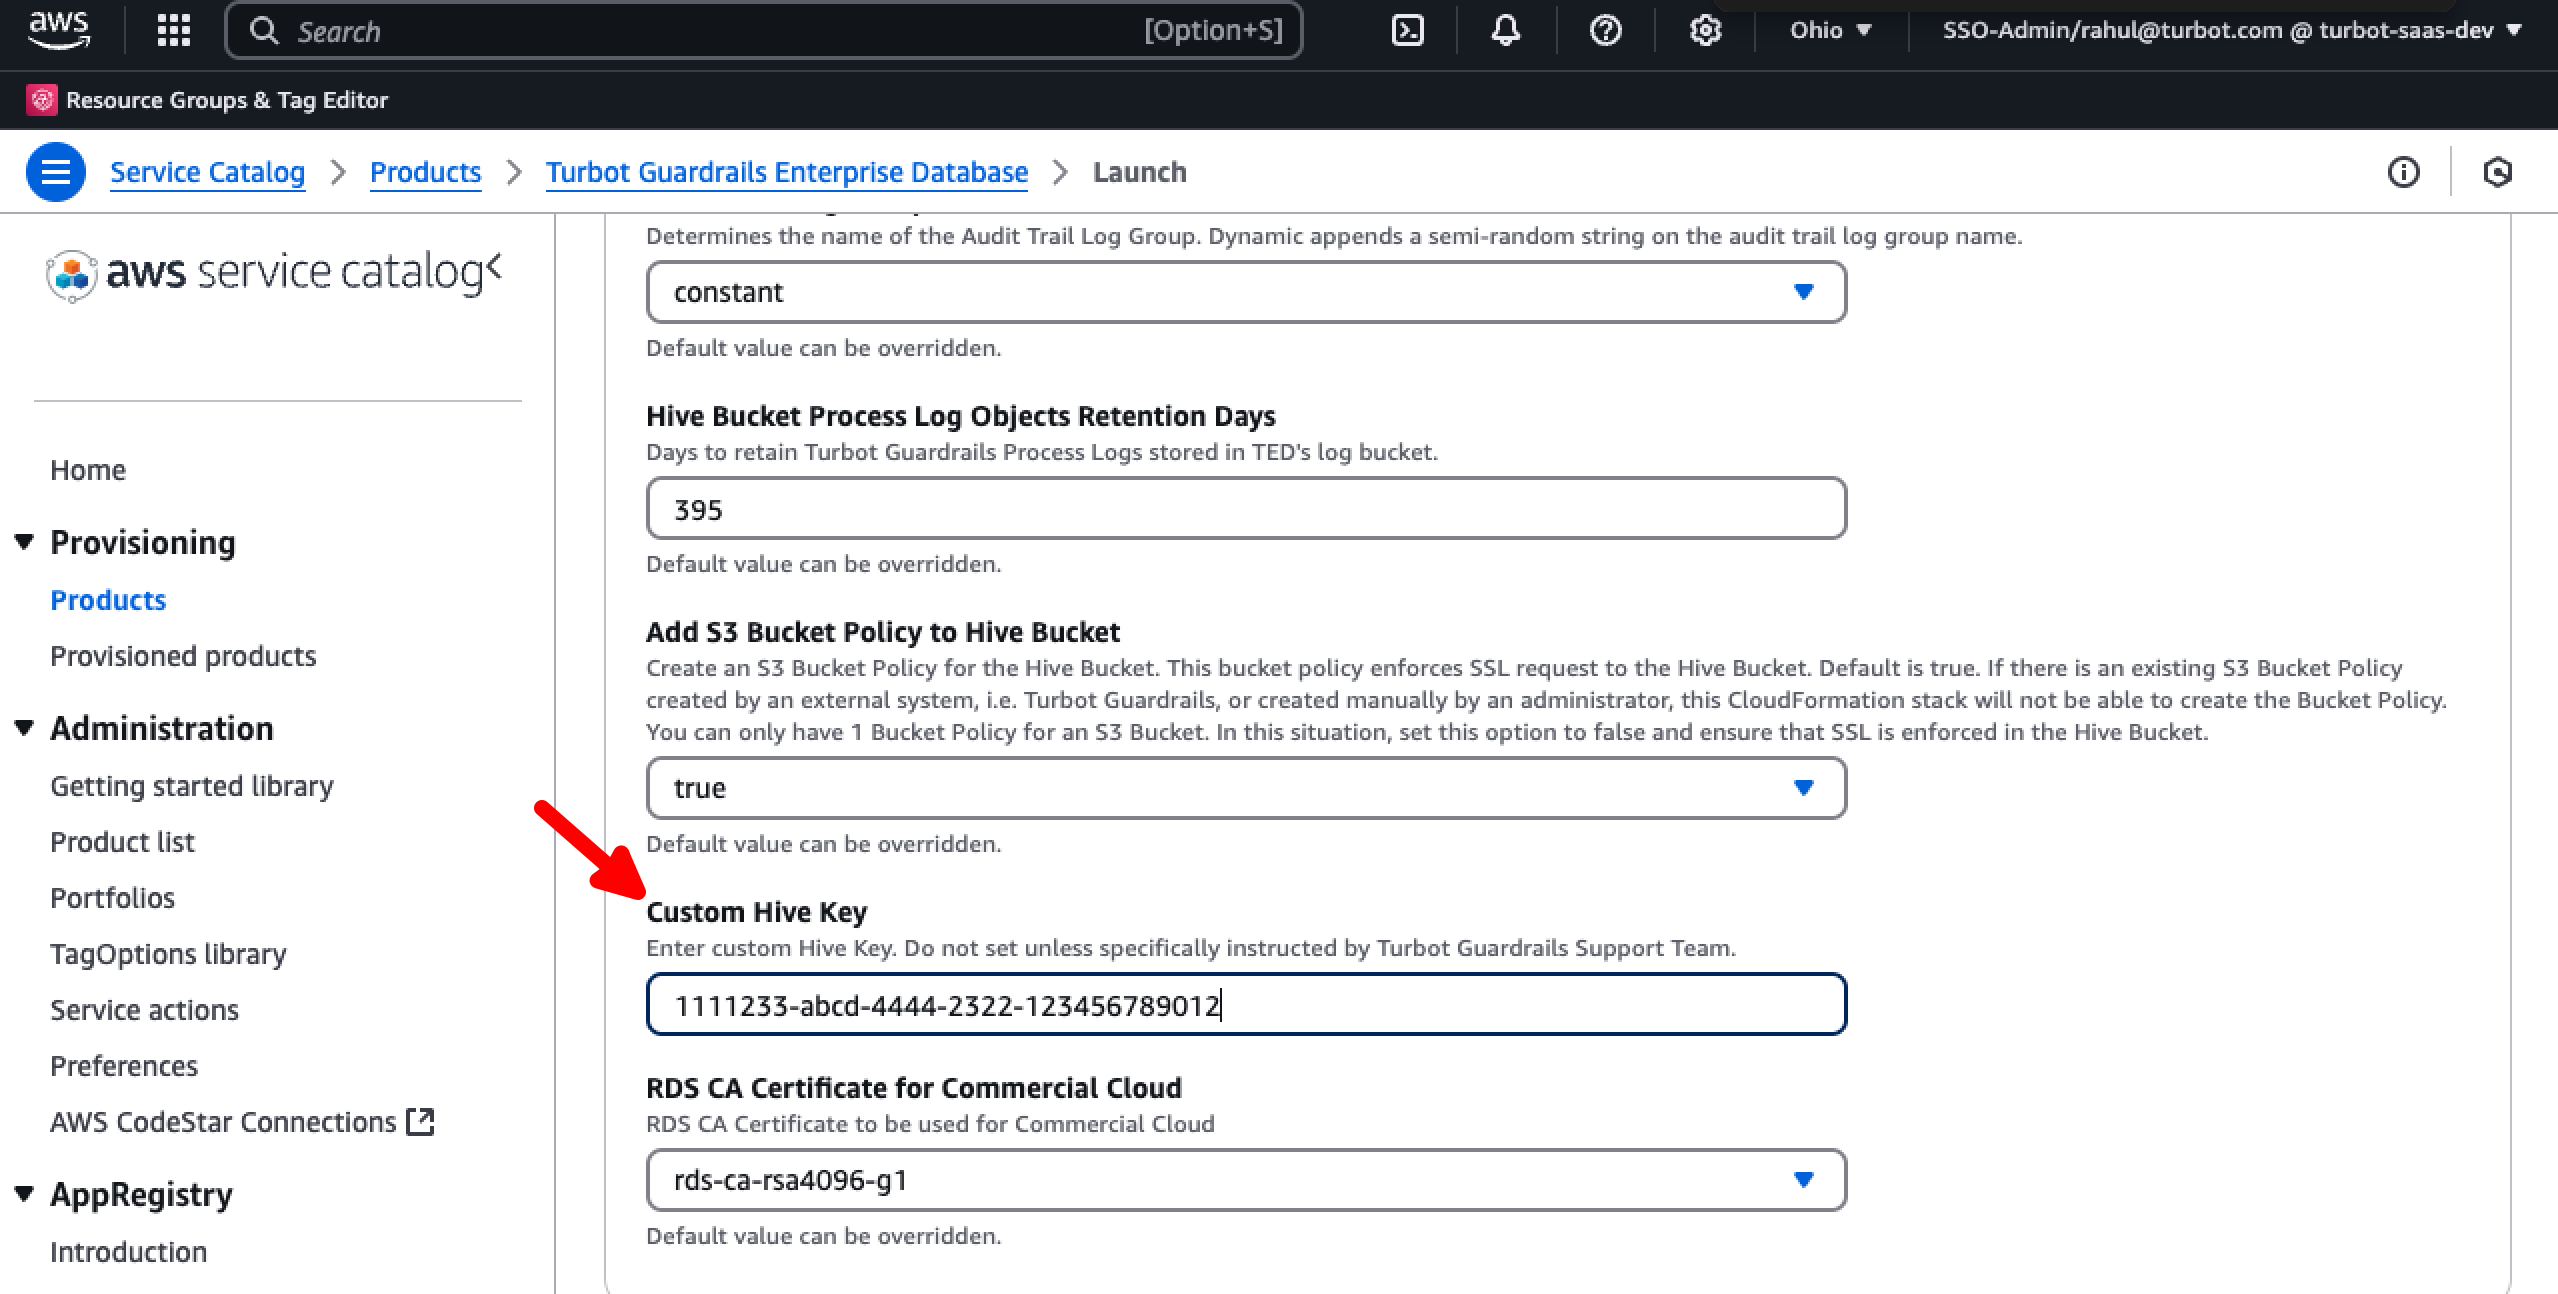 aws
Search
[Option+S]
Ohio
SSO-Admin/rahul@turbot.com @ turbot-saas-dev
Resource Groups & Tag Editor
Service Catalog
Products
Turbot Guardrails Enterprise Database
Launch
aws service catalog
Home
Provisioning
Products
Provisioned products
Administration
Getting started library
Product list
Portfolios
TagOptions library
Service actions
Preferences
AWS CodeStar Connections
AppRegistry
Introduction
Determines the name of the Audit Trail Log Group. Dynamic appends a semi-random string on the audit trail log group name.
constant
Default value can be overridden.
Hive Bucket Process Log Objects Retention Days
Days to retain Turbot Guardrails Process Logs stored in TED's log bucket.
395
Default value can be overridden.
Add S3 Bucket Policy to Hive Bucket
Create an S3 Bucket Policy for the Hive Bucket. This bucket policy enforces SSL request to the Hive Bucket. Default is true. If there is an existing S3 Bucket Policy
created by an external system, i.e. Turbot Guardrails, or created manually by an administrator, this CloudFormation stack will not be able to create the Bucket Policy.
You can only have 1 Bucket Policy for an S3 Bucket. In this situation, set this option to false and ensure that SSL is enforced in the Hive Bucket.
true
Default value can be overridden.
Custom Hive Key
Enter custom Hive Key. Do not set unless specifically instructed by Turbot Guardrails Support Team.
1111233-abcd-4444-2322-123456789012
RDS CA Certificate for Commercial Cloud
RDS CA Certificate to be used for Commercial Cloud
rds-ca-rsa4096-g1
Default value can be overridden.